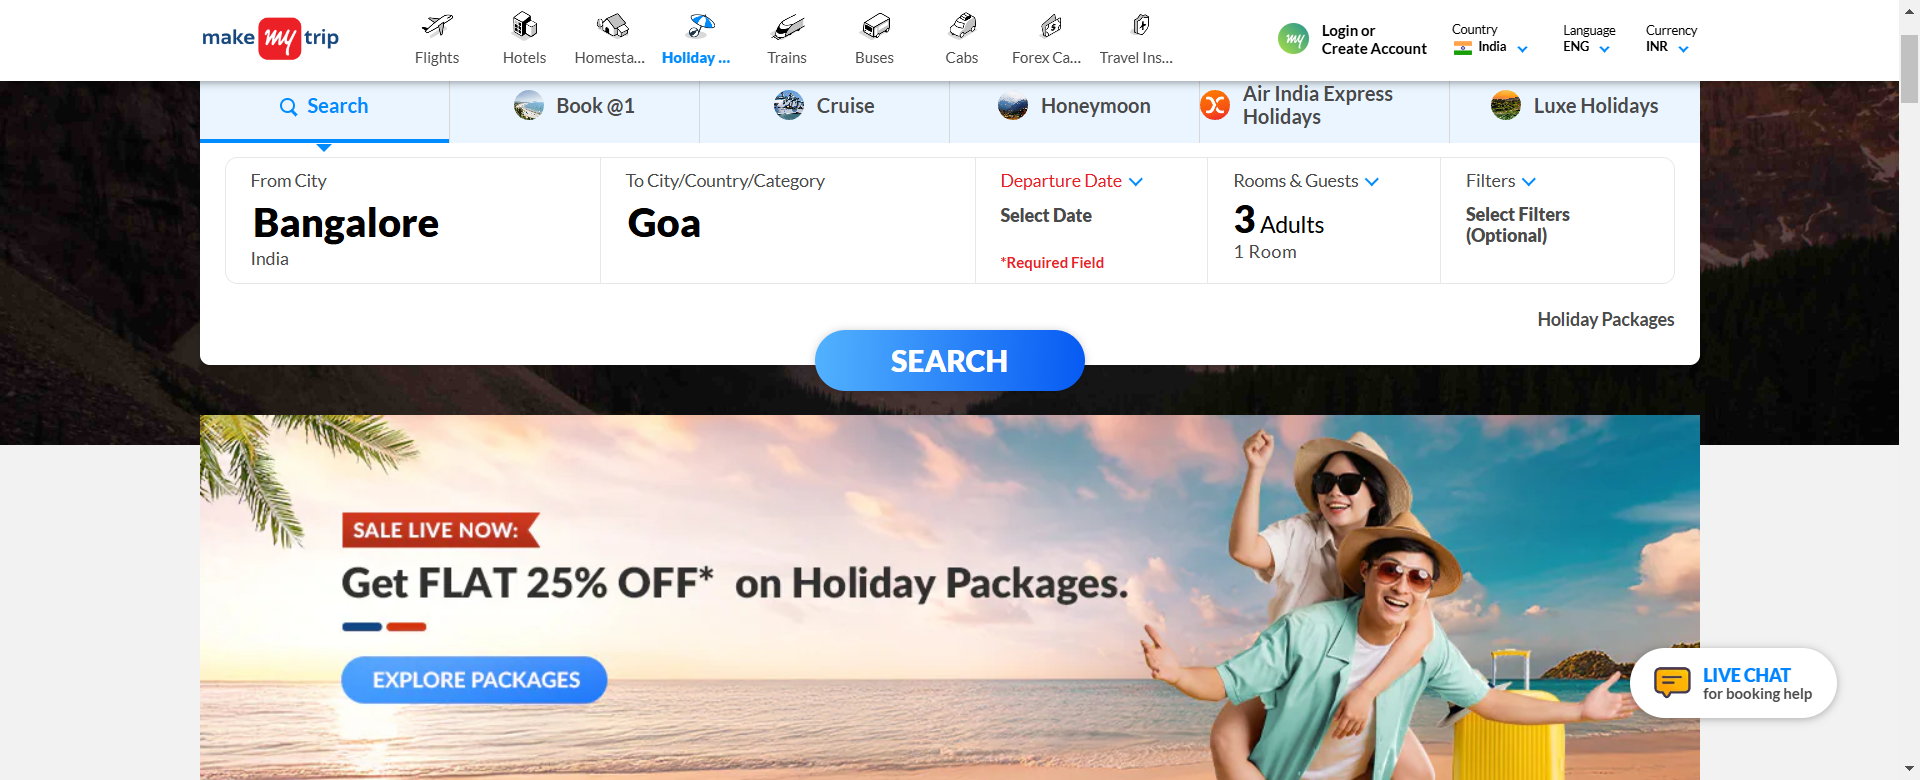 make my trip
Flights
Hotels
Homesta...
Holiday ...
Trains
Buses
Cabs
Forex Ca...
Travel Ins...
my
Login or
Create Account
Country
India
Language
ENG
Currency
INR
Search
Book @1
Cruise
Honeymoon
Air India Express
Holidays
Luxe Holidays
From City
Bangalore
India
To City/Country/Category
Goa
Departure Date
Select Date
*Required Field
Rooms & Guests
3 Adults
1 Room
Filters
Select Filters
(Optional)
Holiday Packages
SEARCH
SALE LIVE NOW:
Get FLAT 25% OFF* on Holiday Packages.
EXPLORE PACKAGES
LIVE CHAT
for booking help